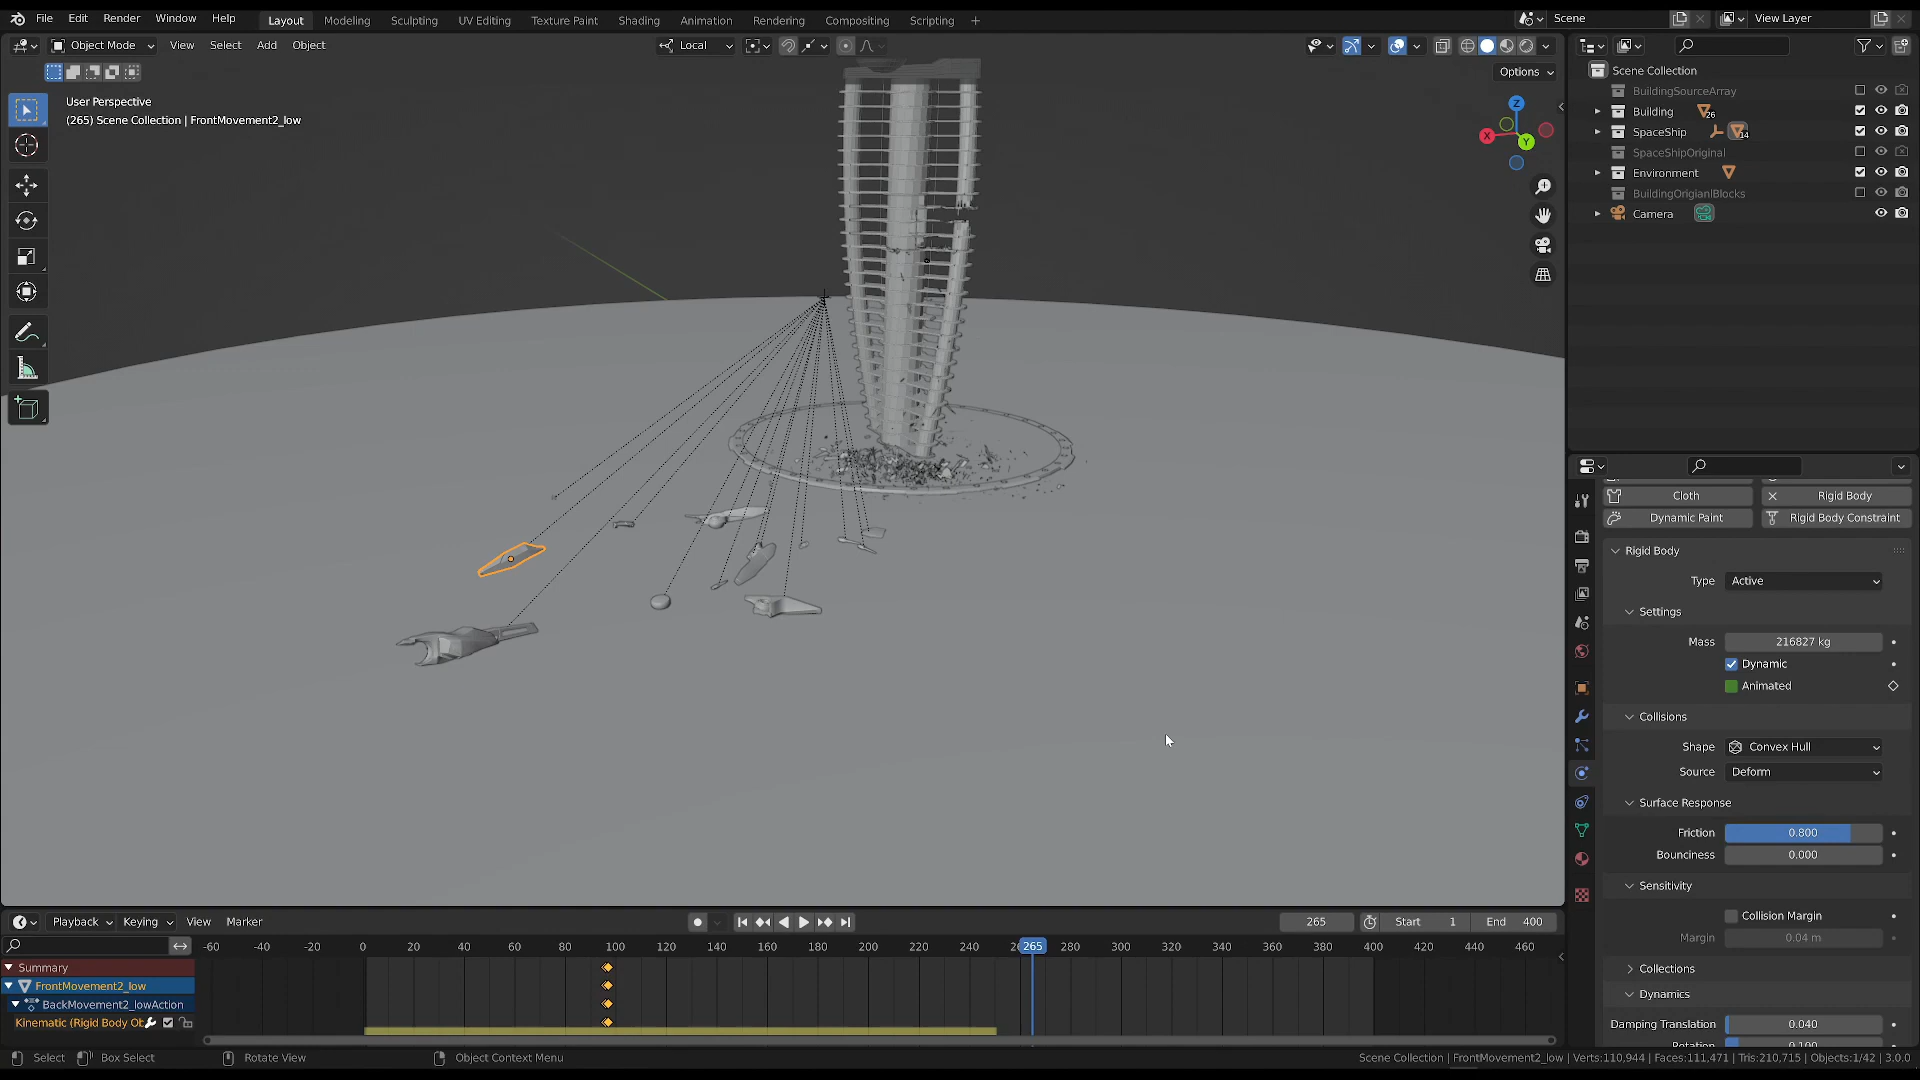 File Edit Render Window Help Layout Modeling Sculpting UV Editing Texture Paint Shading Animation Rendering Compositing Scripting + Scene View Layer
Object Mode View Select Add Object Local
Options
User Perspective
(265) Scene Collection | FrontMovement2_low
Z
X
Y
Scene Collection
BuildingSourceArray
Building 26
SpaceShip 14
SpaceShipOriginal
Environment
BuildingOrigianlBlocks
Camera
Cloth Rigid Body
Dynamic Paint Rigid Body Constraint
Rigid Body
Type Active
Settings
Mass 216827 kg
Dynamic
Animated
Collisions
Shape Convex Hull
Source Deform
Surface Response
Friction 0.800
Bounciness 0.000
Sensitivity
Collision Margin
Margin 0.04 m
Collections
Dynamics
Damping Translation 0.040
Rotation 0.100
Playback Keying View Marker 265 Start 1 End 400
-60 -40 -20 0 20 40 60 80 100 120 140 160 180 200 220 240 265 280 300 320 340 360 380 400 420 440 460
Summary
FrontMovement2_low
BackMovement2_lowAction
Kinematic (Rigid Body Ob
Select Box Select Rotate View Object Context Menu Scene Collection | FrontMovement2_low | Verts:110,944 | Faces:111,471 | Tris:210,715 | Objects:1/42 | 3.0.0